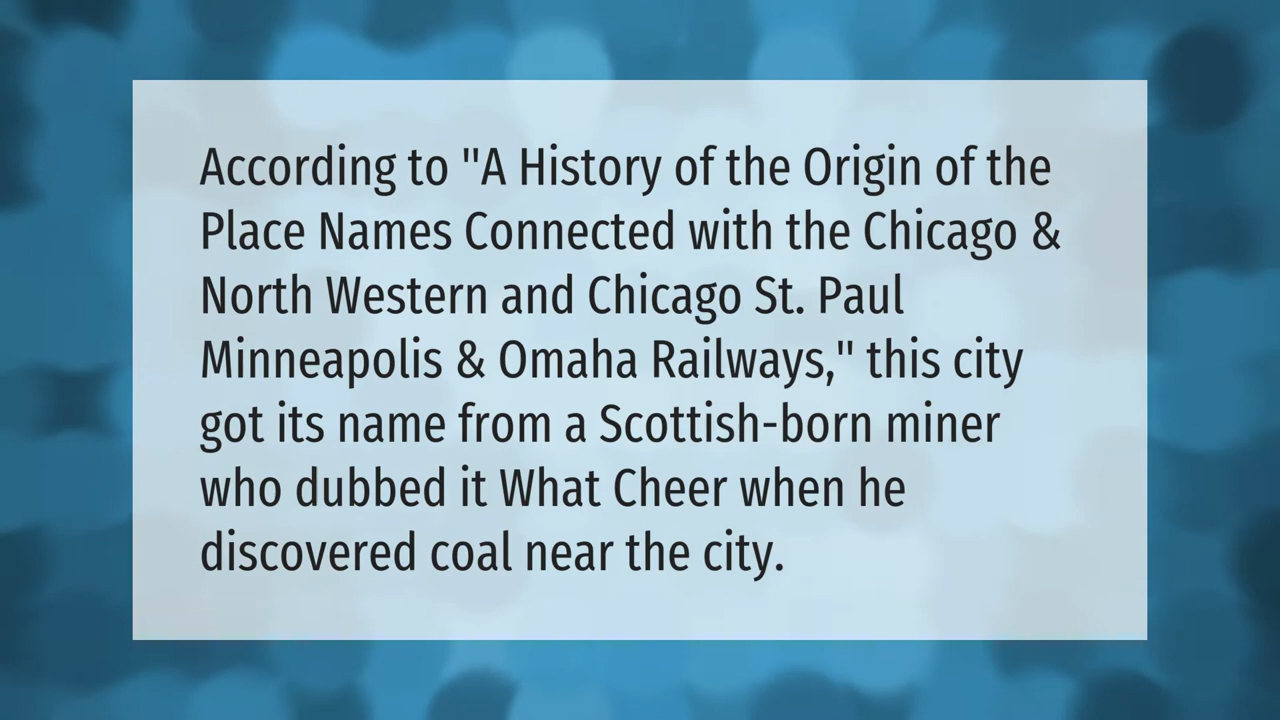 According to "A History of the Origin of the
Place Names Connected with the Chicago &
North Western and Chicago St. Paul
Minneapolis & Omaha Railways," this city
got its name from a Scottish-born miner
who dubbed it What Cheer when he
discovered coal near the city.